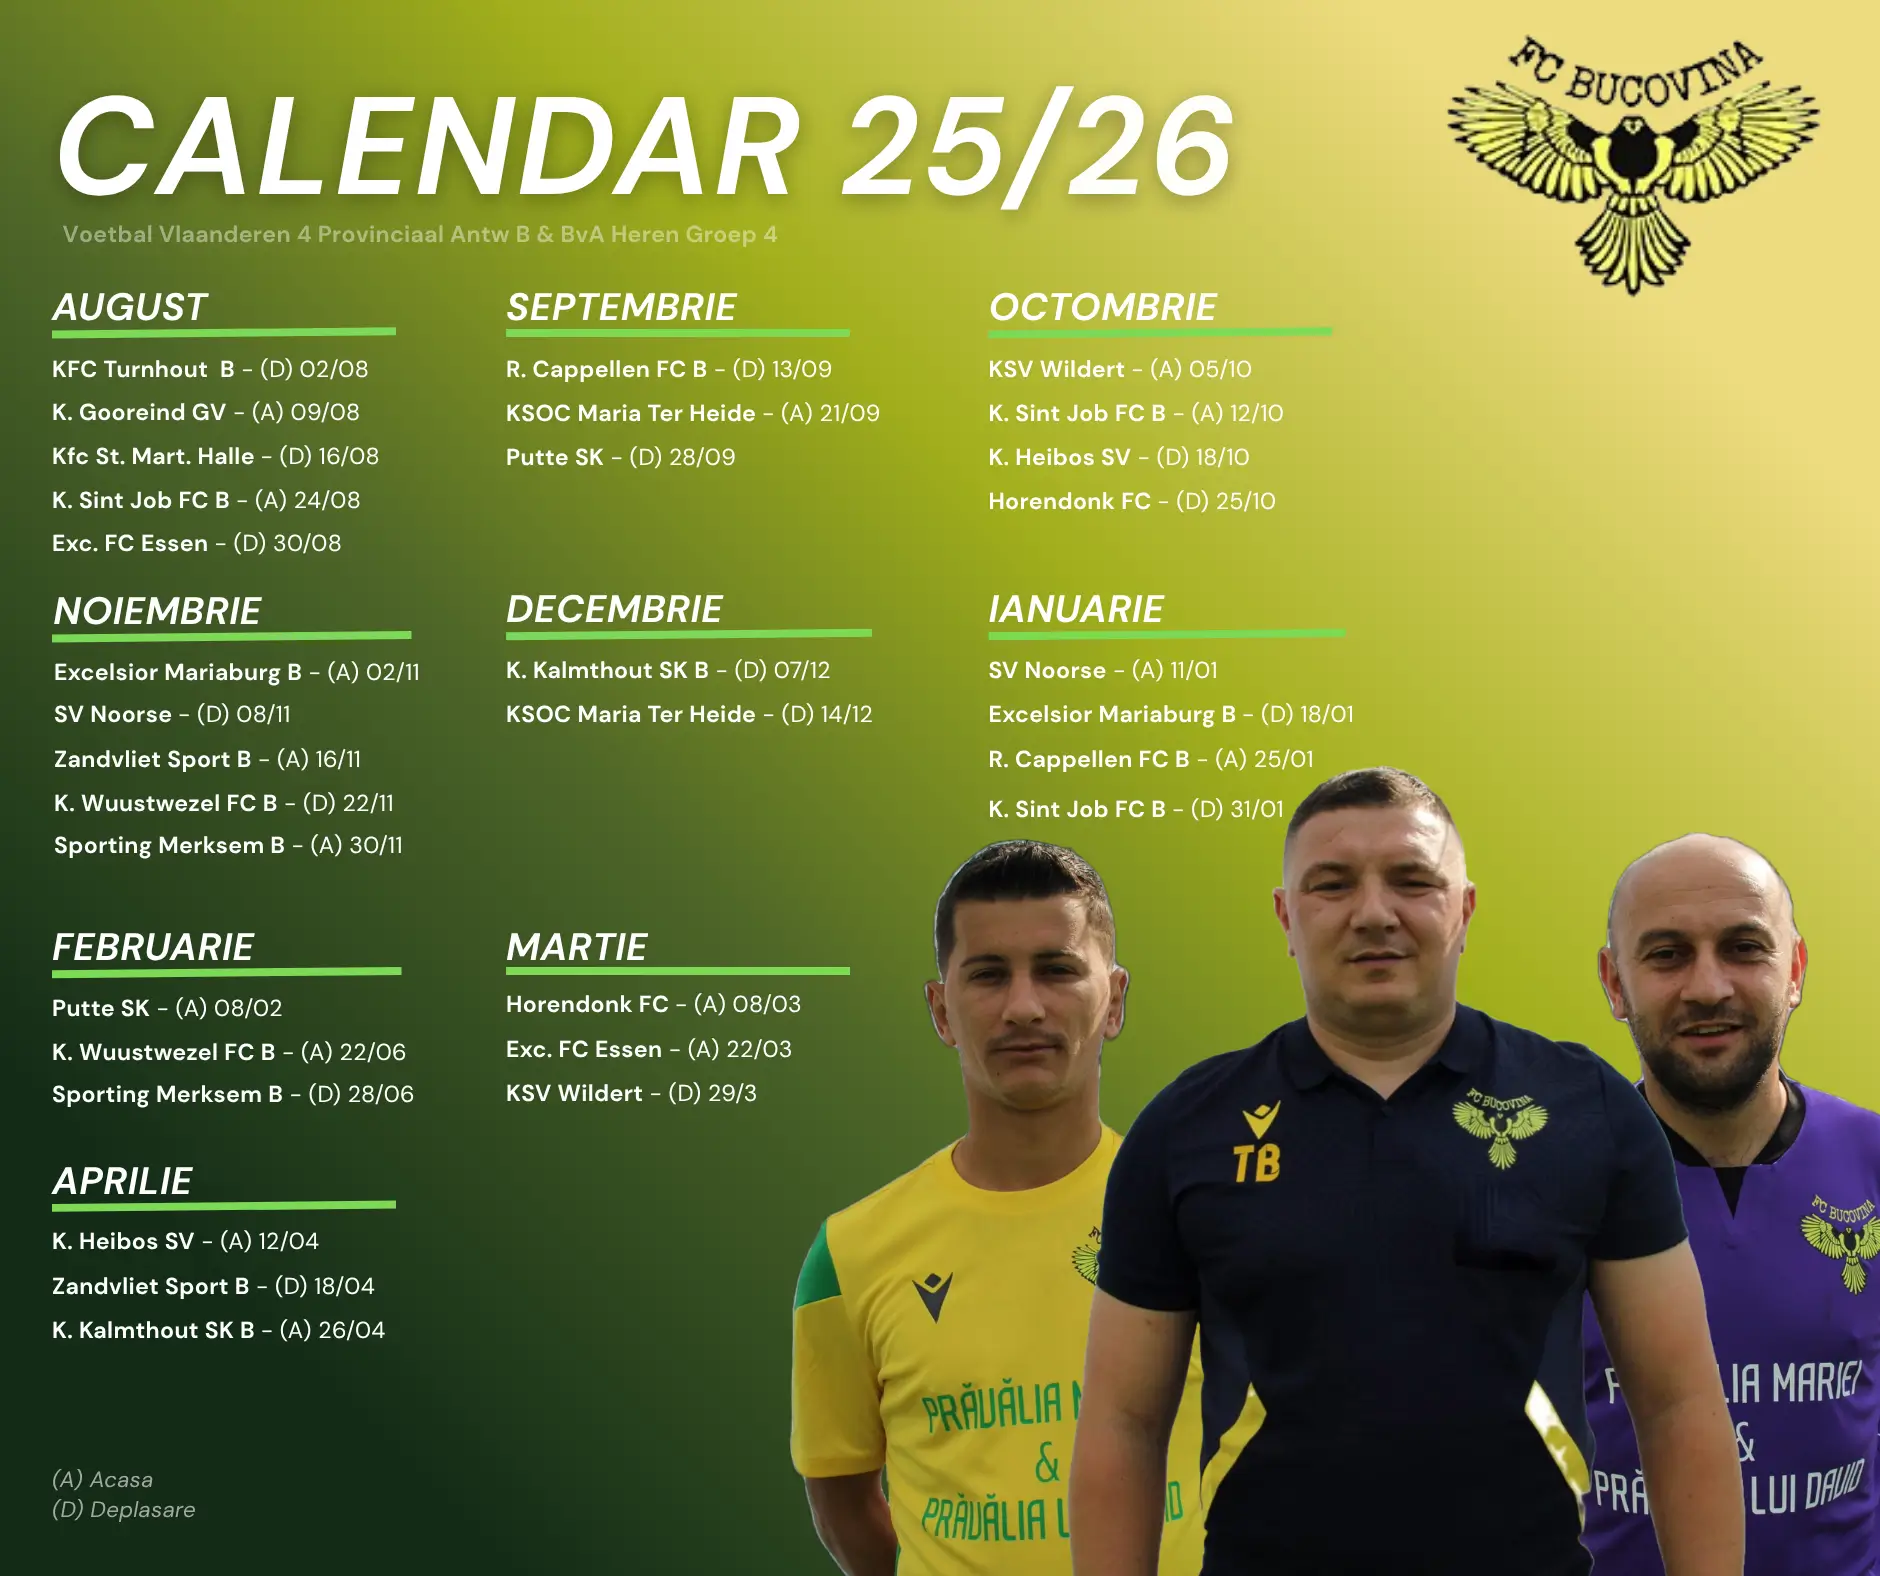 FC BUCOVINA
CALENDAR 25/26
Voetbal Vlaanderen 4 Provinciaal Antw B & BvA Heren Groep 4
AUGUST
KFC Turnhout B - (D) 02/08
K. Gooreind GV - (A) 09/08
Kfc St. Mart. Halle - (D) 16/08
K. Sint Job FC B - (A) 24/08
Exc. FC Essen - (D) 30/08
SEPTEMBRIE
R. Cappellen FC B - (D) 13/09
KSOC Maria Ter Heide - (A) 21/09
Putte SK - (D) 28/09
OCTOMBRIE
KSV Wildert - (A) 05/10
K. Sint Job FC B - (A) 12/10
K. Heibos SV - (D) 18/10
Horendonk FC - (D) 25/10
NOIEMBRIE
Excelsior Mariaburg B - (A) 02/11
SV Noorse - (D) 08/11
Zandvliet Sport B - (A) 16/11
K. Wuustwezel FC B - (D) 22/11
Sporting Merksem B - (A) 30/11
DECEMBRIE
K. Kalmthout SK B - (D) 07/12
KSOC Maria Ter Heide - (D) 14/12
IANUARIE
SV Noorse - (A) 11/01
Excelsior Mariaburg B - (D) 18/01
R. Cappellen FC B - (A) 25/01
K. Sint Job FC B - (D) 31/01
FEBRUARIE
Putte SK - (A) 08/02
K. Wuustwezel FC B - (A) 22/06
Sporting Merksem B - (D) 28/06
MARTIE
Horendonk FC - (A) 08/03
Exc. FC Essen - (A) 22/03
KSV Wildert - (D) 29/3
APRILIE
K. Heibos SV - (A) 12/04
Zandvliet Sport B - (D) 18/04
K. Kalmthout SK B - (A) 26/04
(A) Acasa
(D) Deplasare
PRĂVĂLIA
&
PRĂVĂLIA
FC BUCOVINA
TB
FC BUCOVINA
MARIEI
&
LUI DAVID